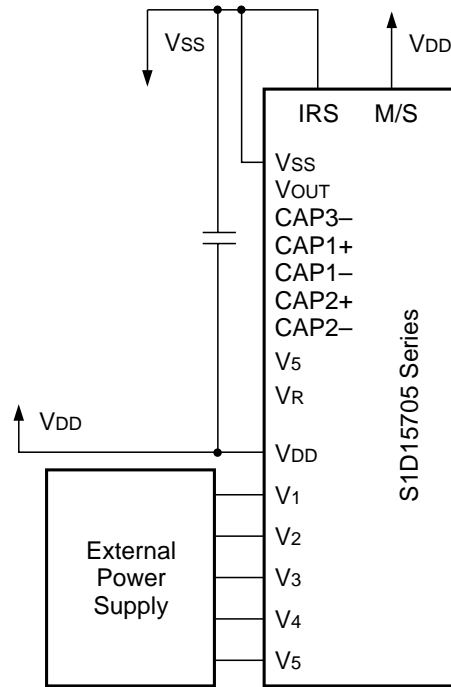 VSS
VDD
IRS M/S
VSS
VOUT
CAP3–
CAP1+
CAP1–
CAP2+
CAP2–
V5
VR
VDD
VDD
V1
V2
V3
V4
V5
External
Power
Supply
S1D15705 Series